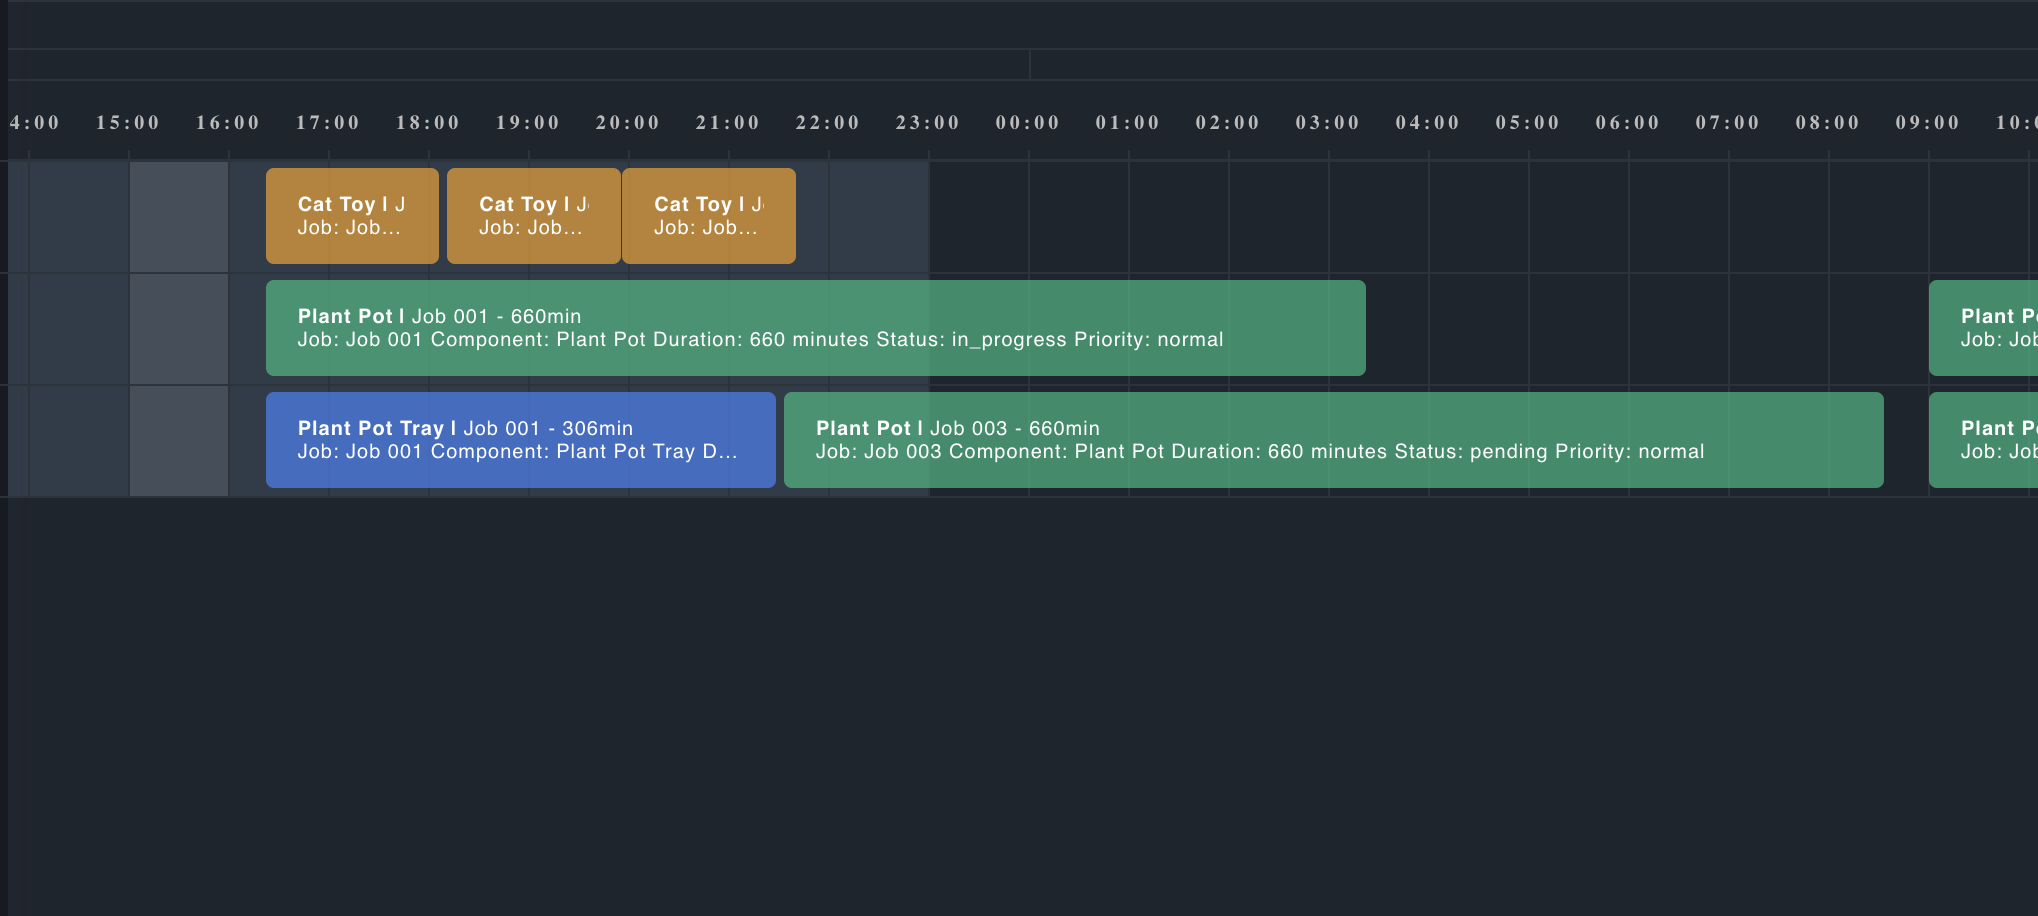 4:00 15:00 16:00 17:00 18:00 19:00 20:00 21:00 22:00 23:00 00:00 01:00 02:00 03:00 04:00 05:00 06:00 07:00 08:00 09:00 10:0
Cat Toy | J
Job: Job...
Cat Toy | J
Job: Job...
Cat Toy | J
Job: Job...
Plant Pot | Job 001 - 660min
Job: Job 001 Component: Plant Pot Duration: 660 minutes Status: in_progress Priority: normal
Plant P
Job: Job
Plant Pot Tray | Job 001 - 306min
Job: Job 001 Component: Plant Pot Tray D...
Plant Pot | Job 003 - 660min
Job: Job 003 Component: Plant Pot Duration: 660 minutes Status: pending Priority: normal
Plant P
Job: Job